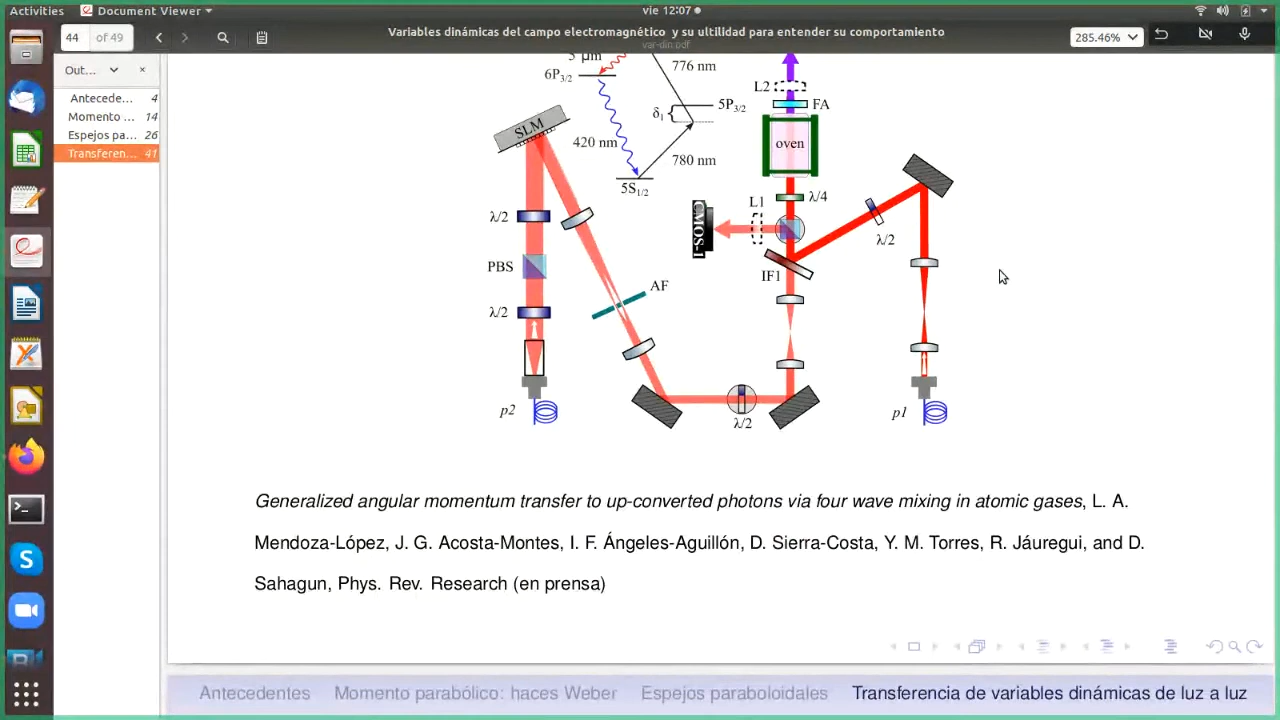 Activities
Document Viewer
vie 12:07
44
of 49
Variables dinámicas del campo electromagnético y su ultilidad para entender su comportamiento
var-din.pdf
285.46%
Out...
Antecede... 4
Momento ... 14
Espejos pa... 26
Transferen... 41
5 μm
776 nm
6P3/2
L2
5P3/2
FA
δ1
SLM
420 nm
oven
780 nm
5S1/2
λ/4
L1
λ/2
CMOS-1
λ/2
PBS
IF1
AF
λ/2
p2
p1
λ/2
Generalized angular momentum transfer to up-converted photons via four wave mixing in atomic gases, L. A.
Mendoza-López, J. G. Acosta-Montes, I. F. Ángeles-Aguillón, D. Sierra-Costa, Y. M. Torres, R. Jáuregui, and D.
Sahagun, Phys. Rev. Research (en prensa)
Antecedentes Momento parabólico: haces Weber Espejos paraboloidales Transferencia de variables dinámicas de luz a luz